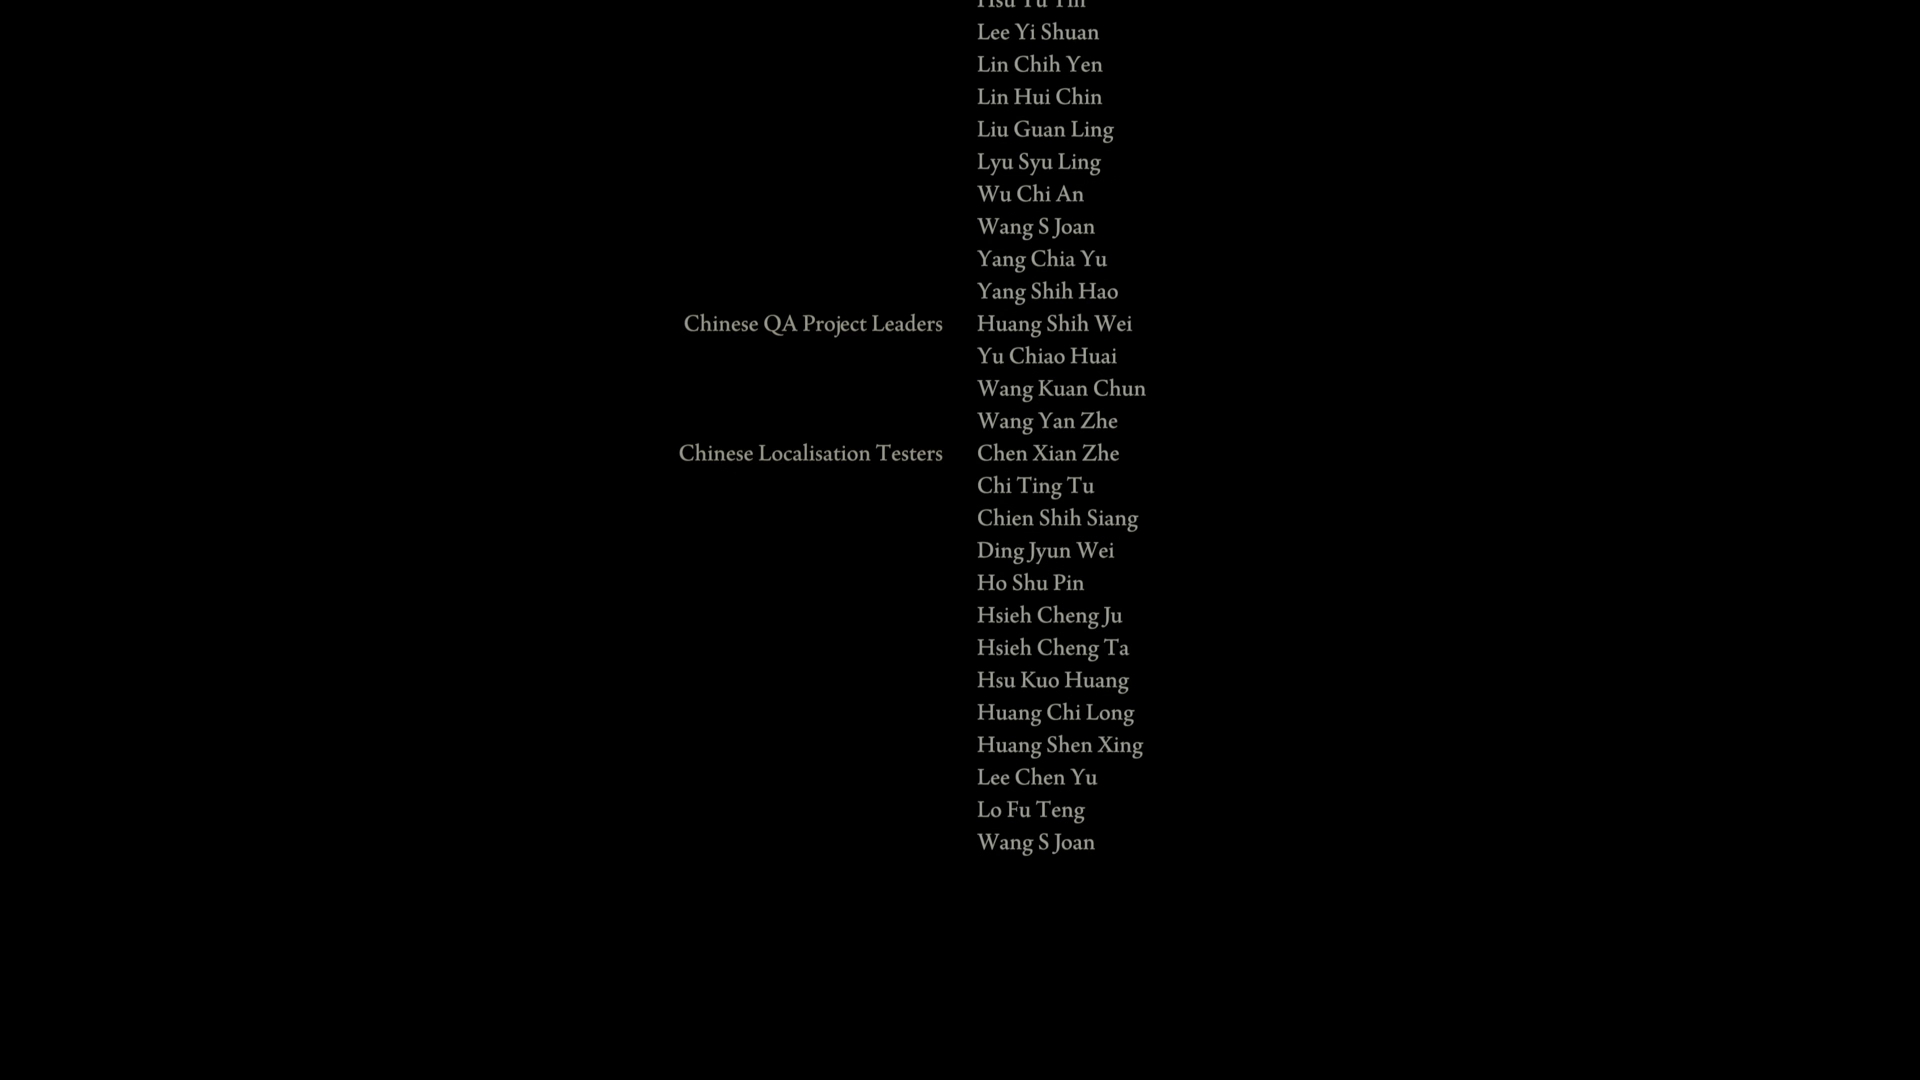 Hsu Yu Yin
Lee Yi Shuan
Lin Chih Yen
Lin Hui Chin
Liu Guan Ling
Lyu Syu Ling
Wu Chi An
Wang S Joan
Yang Chia Yu
Yang Shih Hao
Chinese QA Project Leaders Huang Shih Wei
Yu Chiao Huai
Wang Kuan Chun
Wang Yan Zhe
Chinese Localisation Testers Chen Xian Zhe
Chi Ting Tu
Chien Shih Siang
Ding Jyun Wei
Ho Shu Pin
Hsieh Cheng Ju
Hsieh Cheng Ta
Hsu Kuo Huang
Huang Chi Long
Huang Shen Xing
Lee Chen Yu
Lo Fu Teng
Wang S Joan